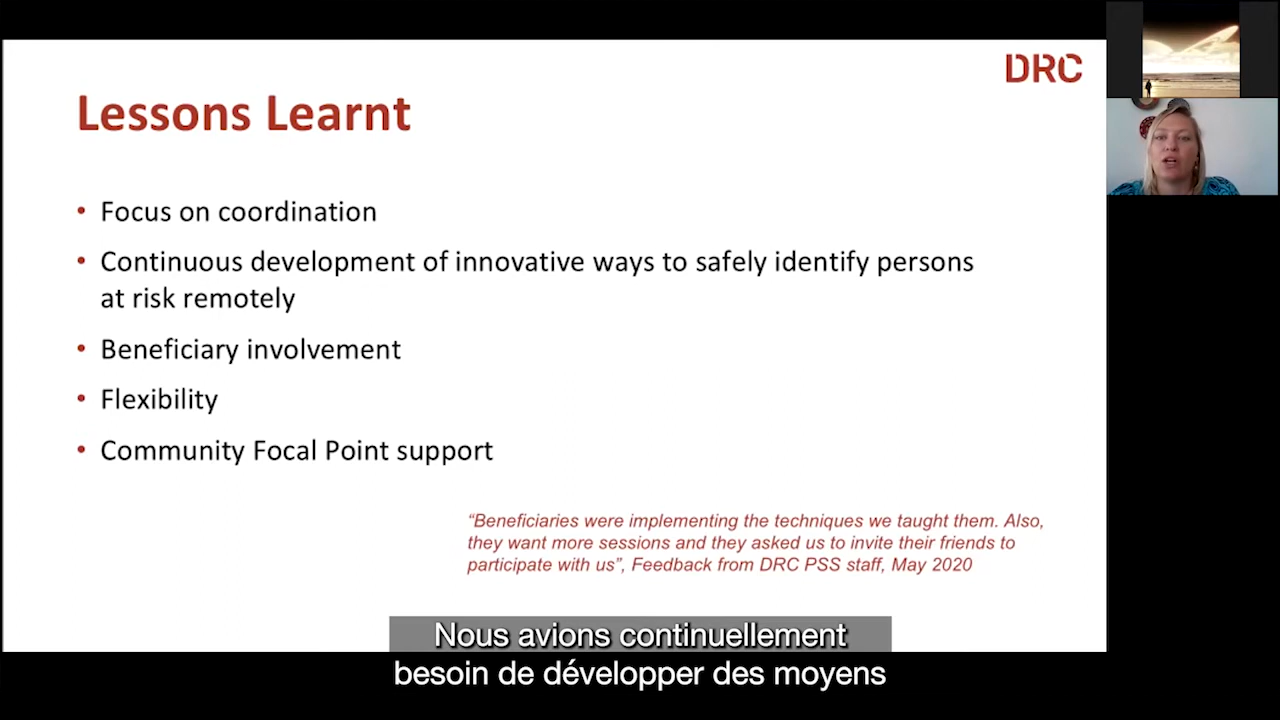 DRC
Lessons Learnt
• Focus on coordination
• Continuous development of innovative ways to safely identify persons
at risk remotely
• Beneficiary involvement
• Flexibility
• Community Focal Point support
“Beneficiaries were implementing the techniques we taught them. Also,
they want more sessions and they asked us to invite their friends to
participate with us”, Feedback from DRC PSS staff, May 2020
Nous avions continuellement
besoin de développer des moyens